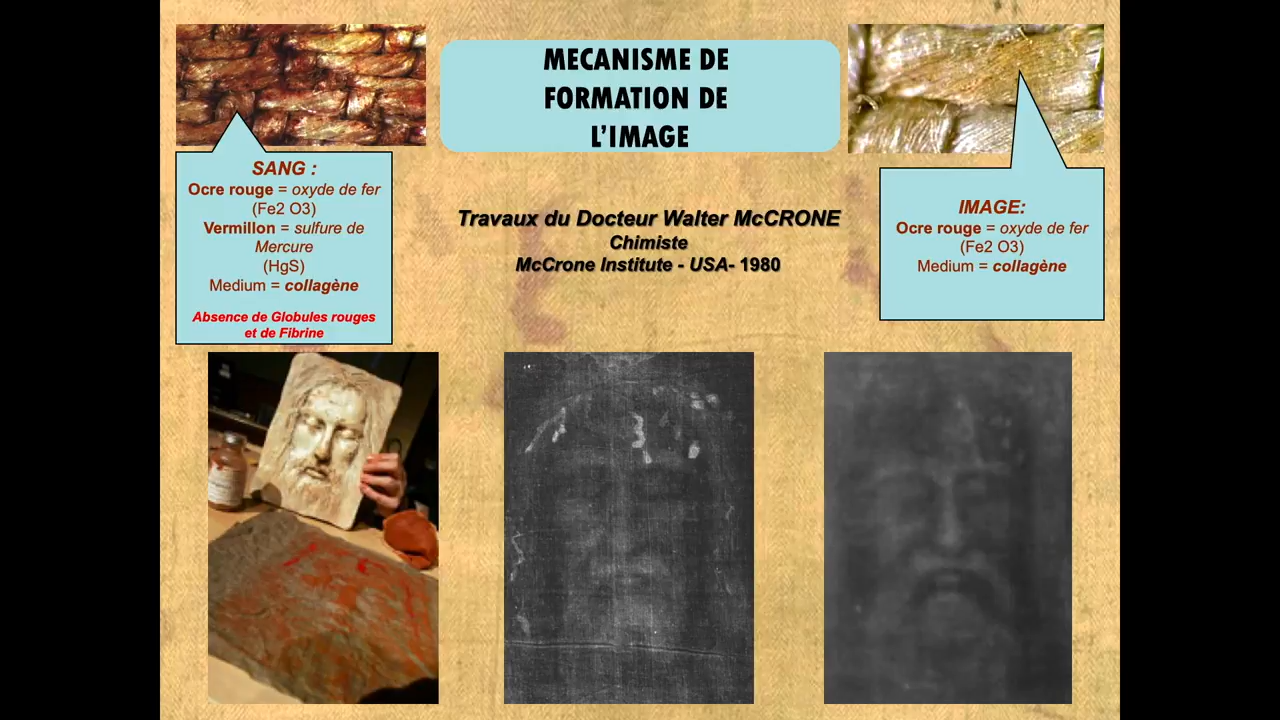 MECANISME DE
FORMATION DE
L'IMAGE
SANG :
Ocre rouge = oxyde de fer
(Fe2 O3)
Vermillon = sulfure de
Mercure
(HgS)
Medium = collagène
Absence de Globules rouges
et de Fibrine
Travaux du Docteur Walter McCRONE
Chimiste
McCrone Institute - USA- 1980
IMAGE:
Ocre rouge = oxyde de fer
(Fe2 O3)
Medium = collagène